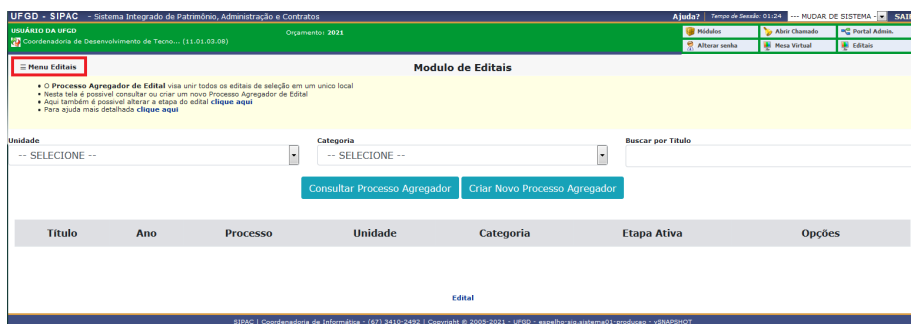 UFGD - SIPAC - Sistema Integrado de Patrimônio, Administração e Contratos Ajuda? Tempo de Sessão: 01:24 --- MUDAR DE SISTEMA - SAIR
USUÁRIO DA UFGD Orçamento: 2021 Módulos Abrir Chamado Portal Admin.
Coordenadoria de Desenvolvimento de Tecno... (11.01.03.08) Alterar senha Mesa Virtual Editais
☰ Menu Editais Modulo de Editais
• O Processo Agregador de Edital visa unir todos os editais de seleção em um unico local
• Nesta tela é possivel consultar ou criar um novo Processo Agregador de Edital
• Aqui também é possivel alterar a etapa do edital clique aqui
• Para ajuda mais detalhada clique aqui
Unidade Categoria Buscar por Título
-- SELECIONE -- -- SELECIONE --
Consultar Processo Agregador Criar Novo Processo Agregador
Título Ano Processo Unidade Categoria Etapa Ativa Opções
Edital
SIPAC | Coordenadoria de Informática - (67) 3410-2492 | Copyright © 2005-2021 - UFGD - espelho-sig.sistema01-producao - vSNAPSHOT